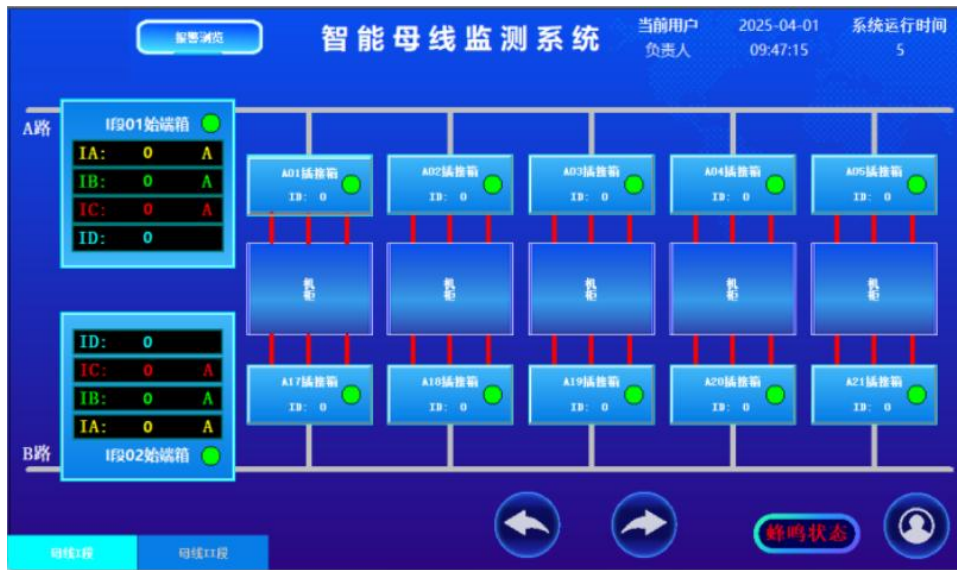 报警浏览
智能母线监测系统
当前用户
负责人
2025-04-01
09:47:15
系统运行时间
5
A路
I段01始端箱
IA: 0 A
IB: 0 A
IC: 0 A
ID: 0
A01插接箱
ID: 0
A02插接箱
ID: 0
A03插接箱
ID: 0
A04插接箱
ID: 0
A05插接箱
ID: 0
机柜
机柜
机柜
机柜
机柜
ID: 0
IC: 0 A
IB: 0 A
IA: 0 A
I段02始端箱
B路
A17插接箱
ID: 0
A18插接箱
ID: 0
A19插接箱
ID: 0
A20插接箱
ID: 0
A21插接箱
ID: 0
蜂鸣状态
母线I段
母线II段